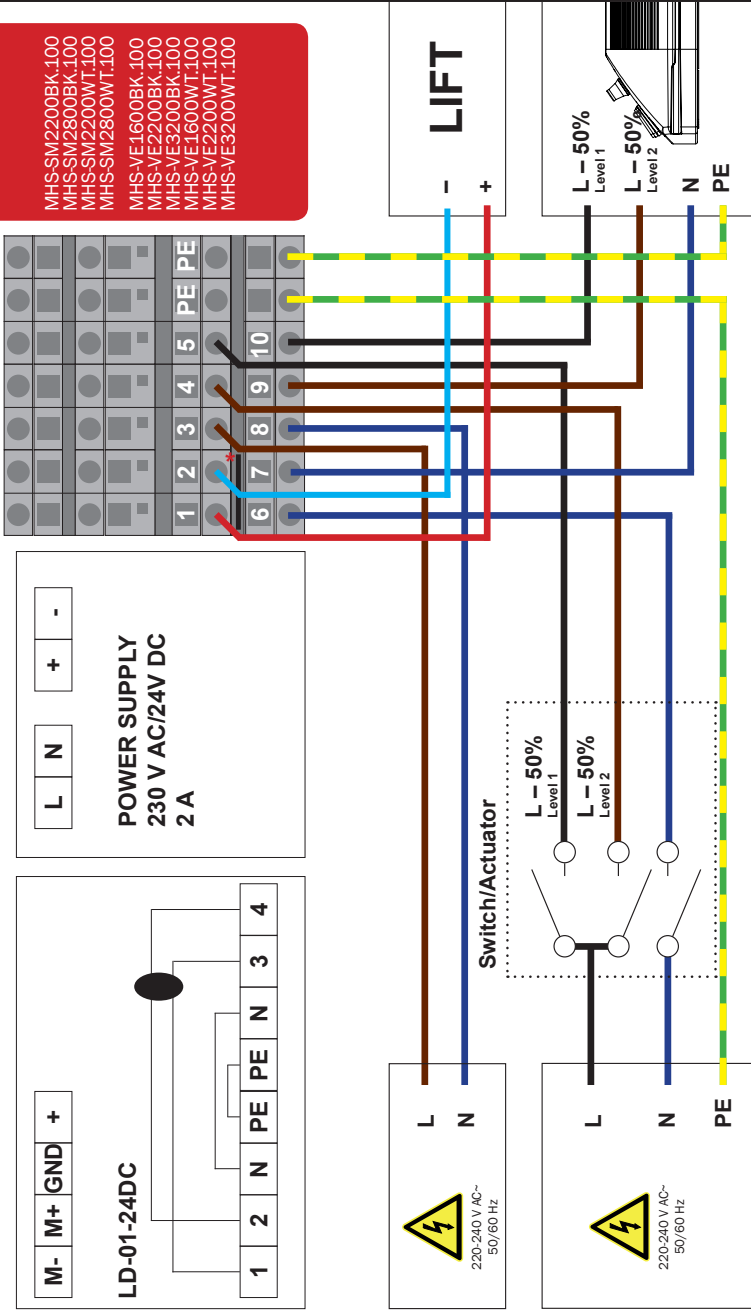 MHS-SM2200BK.100
MHS-SM2800BK.100
MHS-SM2200WT.100
MHS-SM2800WT.100
MHS-VE1600BK.100
MHS-VE2200BK.100
MHS-VE3200BK.100
MHS-VE1600WT.100
MHS-VE2200WT.100
MHS-VE3200WT.100
M- M+ GND +
LD-01-24DC
1 2 N PE PE N 3 4
L N + -
POWER SUPPLY
230 V AC/24V DC
2 A
1 2 3 4 5 PE PE
*
6 7 8 9 10
L
N
220-240 V AC~
50/60 Hz
–
+
LIFT
Switch/Actuator
L – 50%
Level 1
L – 50%
Level 2
L
N
PE
220-240 V AC~
50/60 Hz
L – 50%
Level 1
L – 50%
Level 2
N
PE